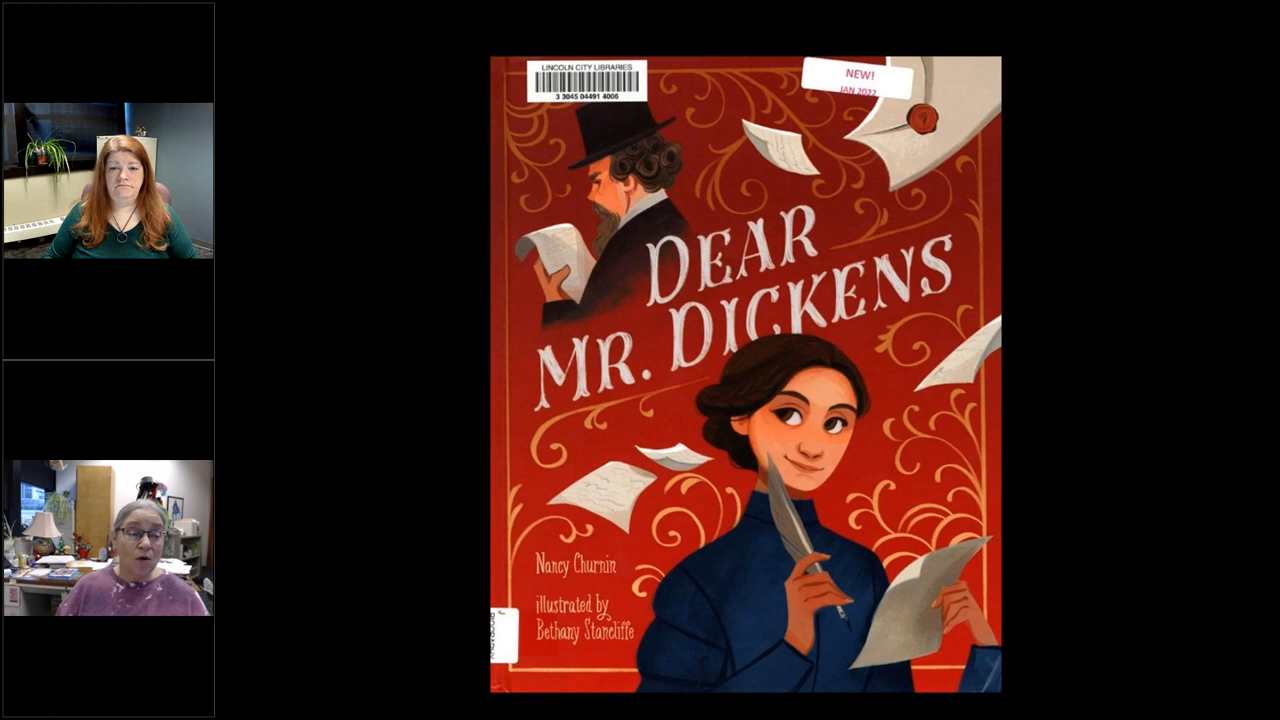 LINCOLN CITY LIBRARIES
3 3045 04491 4006
NEW!
JAN 2022
DEAR
MR. DICKENS
Nancy Churnin
illustrated by
Bethany Stancliffe